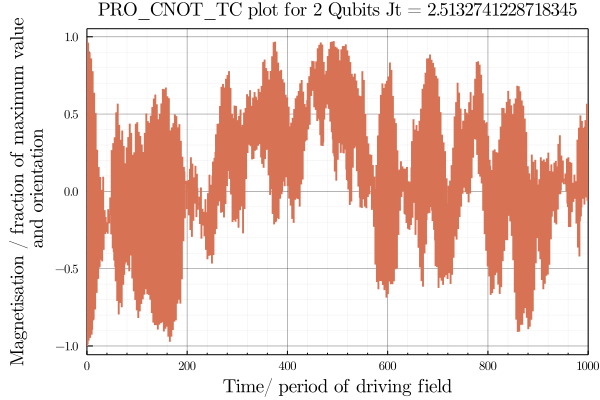 PRO_CNOT_TC plot for 2 Qubits Jt = 2.5132741228718345
Magnetisation / fraction of maximum value
and orientation
1.0
0.5
0.0
−0.5
−1.0
0 200 400 600 800 1000
Time/ period of driving field